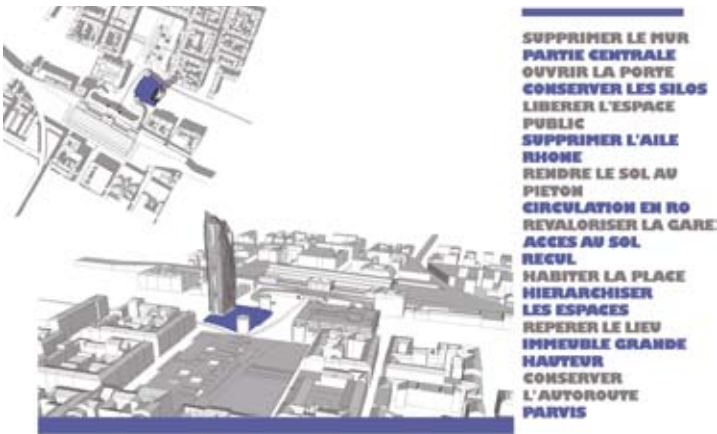 SUPPRIMER LE MUR
PARTIE CENTRALE
OUVRIR LA PORTE
CONSERVER LES SILOS
LIBERER L'ESPACE
PUBLIC
SUPPRIMER L'AILE
RHONE
RENDRE LE SOL AU
PIETON
CIRCULATION EN RO
REVALORISER LA GARE
ACCES AU SOL
RECUL
HABITER LA PLACE
HIERARCHISER
LES ESPACES
REPERER LE LIEU
IMMEUBLE GRANDE
HAUTEUR
CONSERVER
L'AUTOROUTE
PARVIS